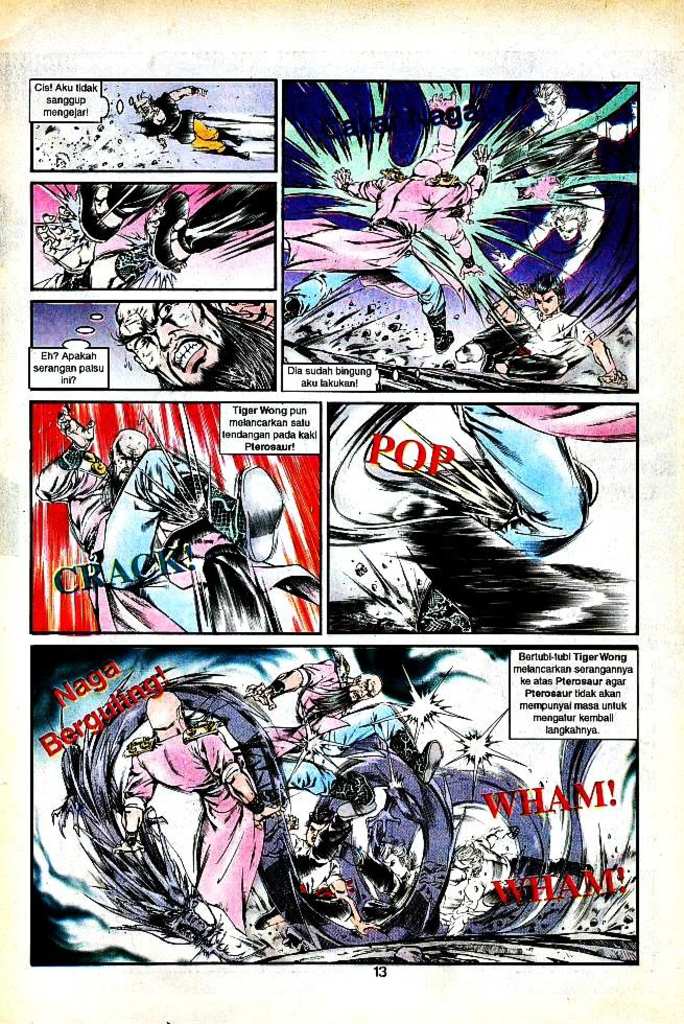 Cis! Aku tidak
sanggup
mengejar!
Cakar Naga
Eh? Apakah
serangan palsu
ini?
Dia sudah bingung
aku lakukan!
Tiger Wong pun
melancarkan satu
tendangan pada kaki
Pterosaur!
CRACK!
POP
Naga
Berguling!
Bertubi-tubi Tiger Wong
melancarkan serangannya
ke atas Pterosaur agar
Pterosaur tidak akan
mempunyai masa untuk
mengatur kembali
langkahnya.
WHAM!
WHAM!
13